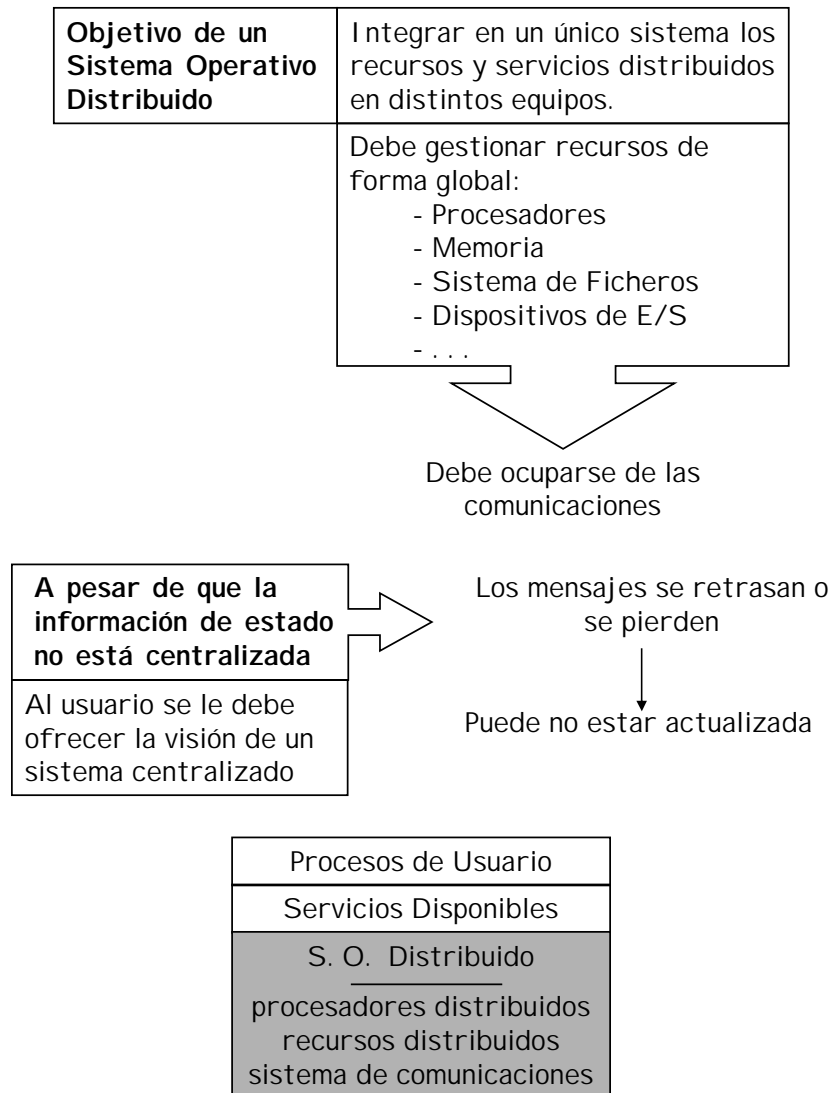 Objetivo de un
Sistema Operativo
Distribuido
Integrar en un único sistema los
recursos y servicios distribuidos
en distintos equipos.
Debe gestionar recursos de
forma global:
- Procesadores
- Memoria
- Sistema de Ficheros
- Dispositivos de E/S
- . . .
Debe ocuparse de las
comunicaciones
A pesar de que la
información de estado
no está centralizada
Al usuario se le debe
ofrecer la visión de un
sistema centralizado
Los mensajes se retrasan o
se pierden
Puede no estar actualizada
Procesos de Usuario
Servicios Disponibles
S. O. Distribuido
procesadores distribuidos
recursos distribuidos
sistema de comunicaciones